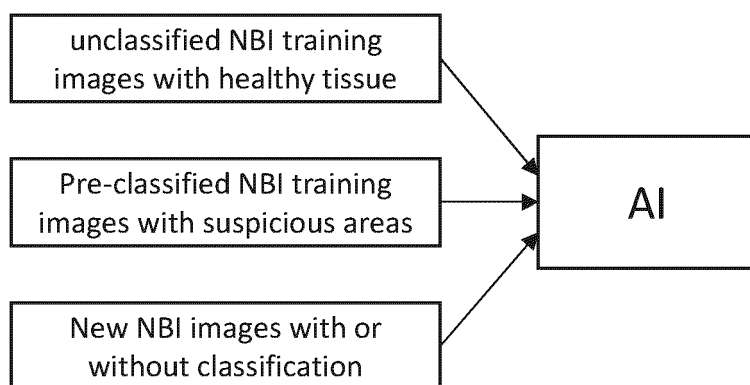 unclassified NBI training
images with healthy tissue
Pre-classified NBI training
images with suspicious areas
AI
New NBI images with or
without classification